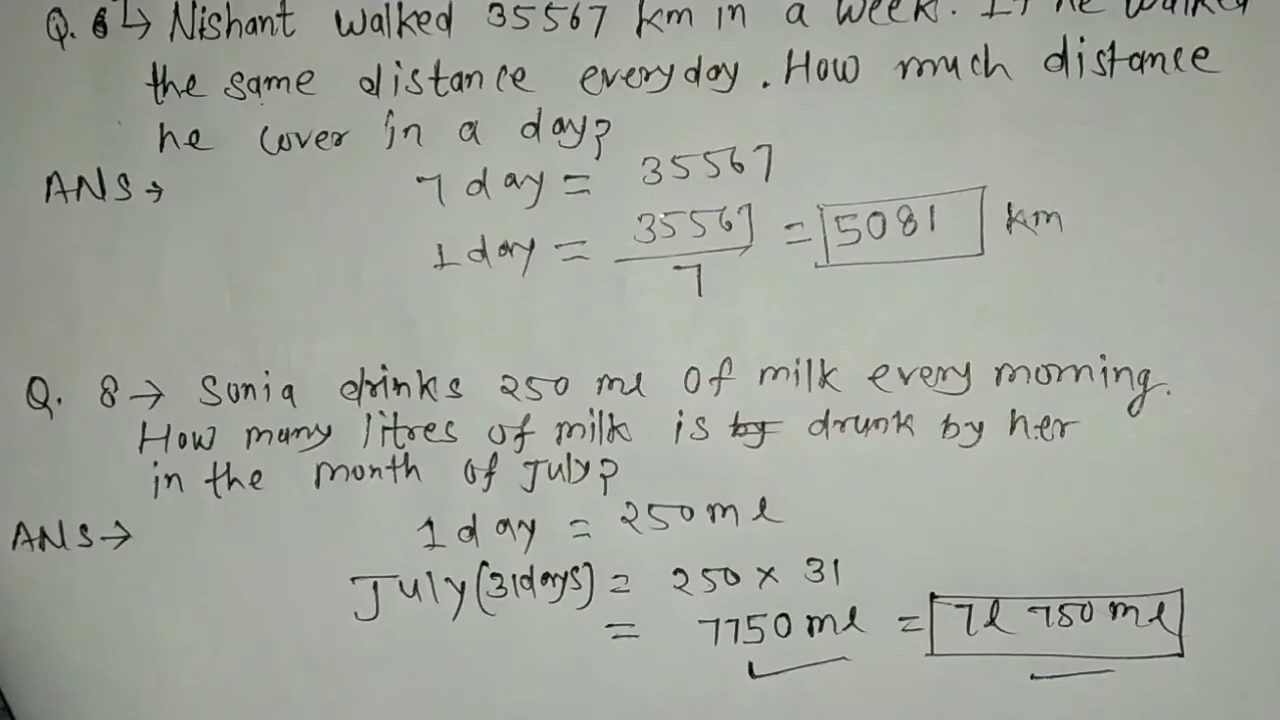 Q. 6↳ Nishant walked 35567 km in a week. If he walked
the same distance everyday. How much distance
he cover in a day?
ANS→ 7 day = 35567
1 day = 35567/7 = 5081 km
Q. 8→ Sonia drinks 250 ml of milk every morning.
How many litres of milk is by drunk by her
in the month of July?
ANS→ 1 day = 250 ml
July (31days) = 250 × 31
= 7750 ml = 7l 750 ml